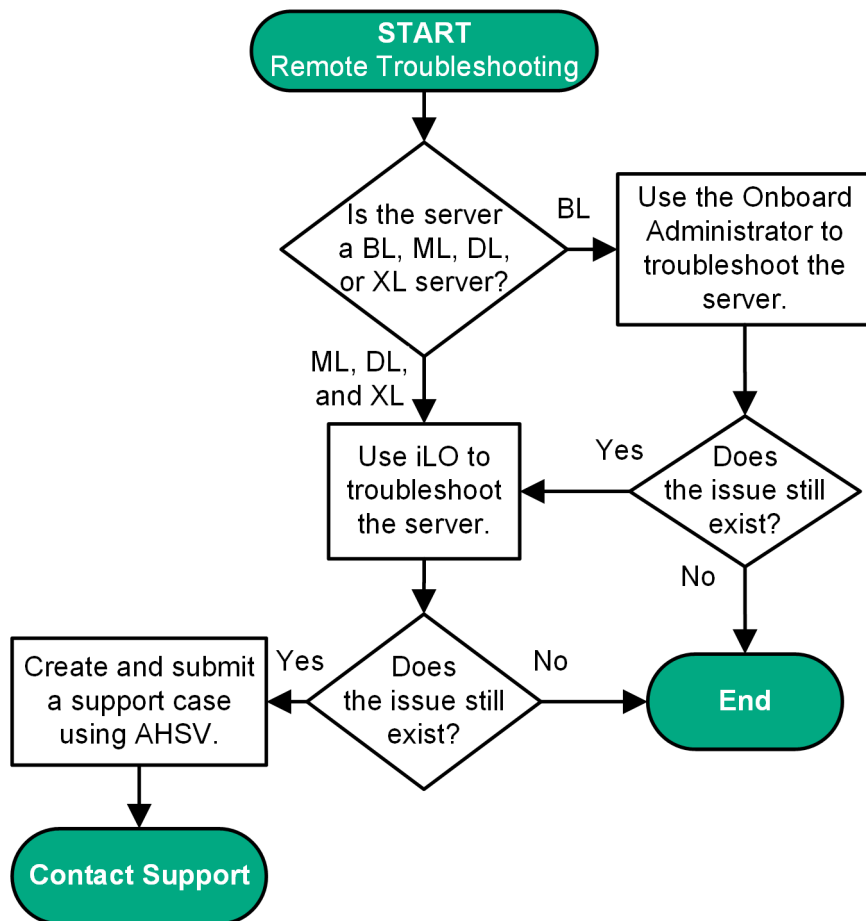 START
Remote Troubleshooting
Is the server
a BL, ML, DL,
or XL server?
BL
Use the Onboard
Administrator to
troubleshoot the
server.
ML, DL,
and XL
Use iLO to
troubleshoot
the server.
Yes
Does
the issue still
exist?
No
Create and submit
a support case
using AHSV.
Yes
Does
the issue still
exist?
No
End
Contact Support